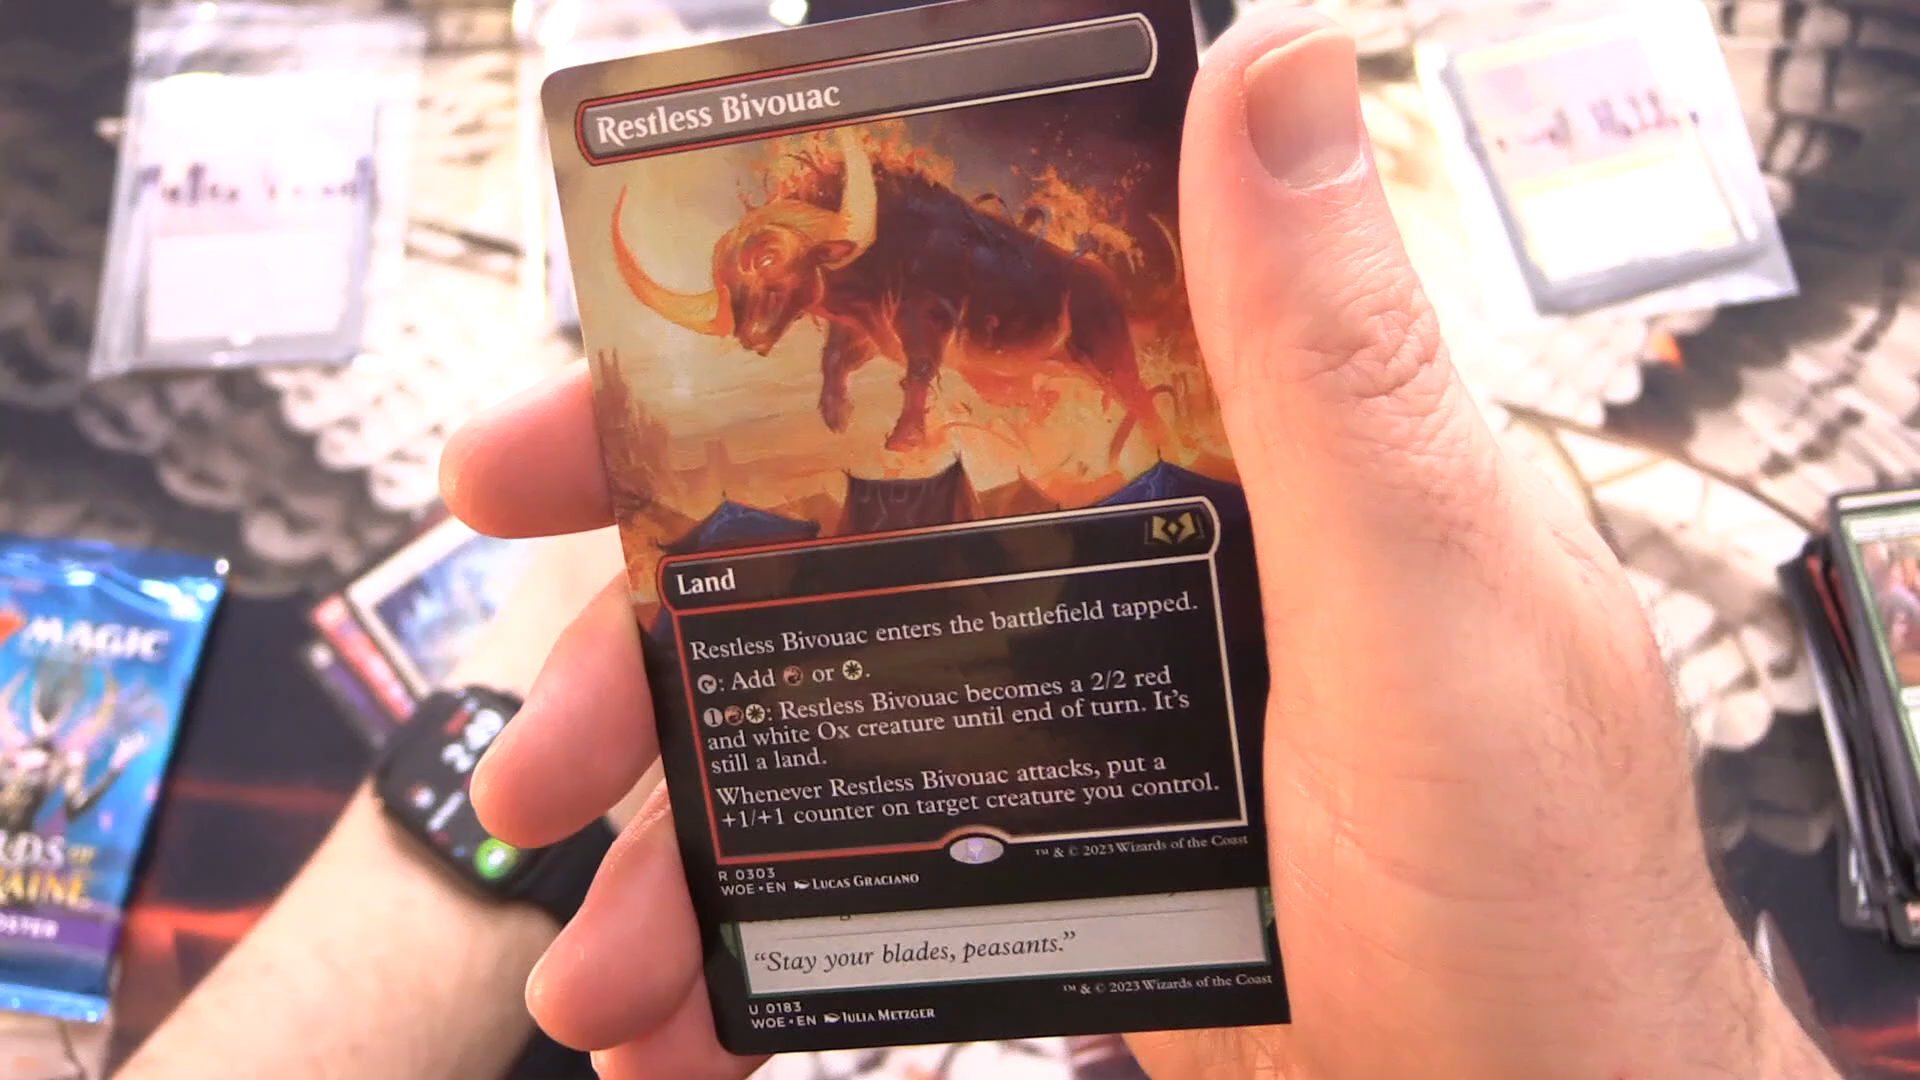 Restless Bivouac
Land
Restless Bivouac enters the battlefield tapped.
: Add or .
1: Restless Bivouac becomes a 2/2 red
and white Ox creature until end of turn. It's
still a land.
Whenever Restless Bivouac attacks, put a
+1/+1 counter on target creature you control.
R 0303
WOE • EN LUCAS GRACIANO
™ & © 2023 Wizards of the Coast
"Stay your blades, peasants."
U 0183
WOE • EN IULIA METZGER
™ & © 2023 Wizards of the Coast
MAGIC